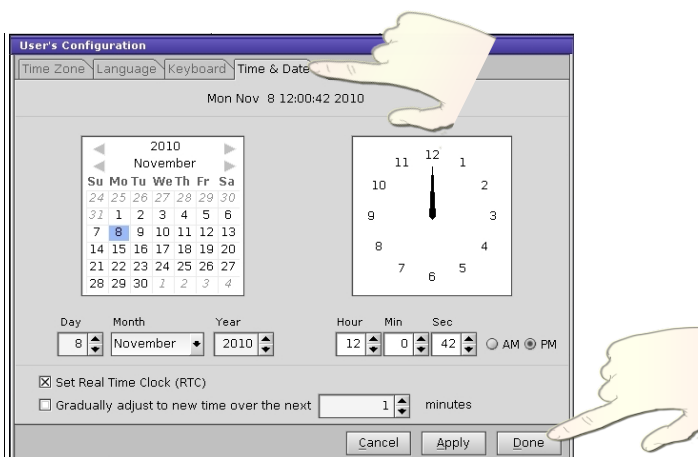 User's Configuration
Time Zone Language Keyboard Time & Date
Mon Nov 8 12:00:42 2010
2010
November
Su Mo Tu We Th Fr Sa
24 25 26 27 28 29 30
31 1 2 3 4 5 6
7 8 9 10 11 12 13
14 15 16 17 18 19 20
21 22 23 24 25 26 27
28 29 30 1 2 3 4
11 12 1
10 2
9 3
8 4
7 6 5
Day Month Year
8 November 2010
Hour Min Sec
12 0 42 AM PM
Set Real Time Clock (RTC)
Gradually adjust to new time over the next 1 minutes
Cancel Apply Done